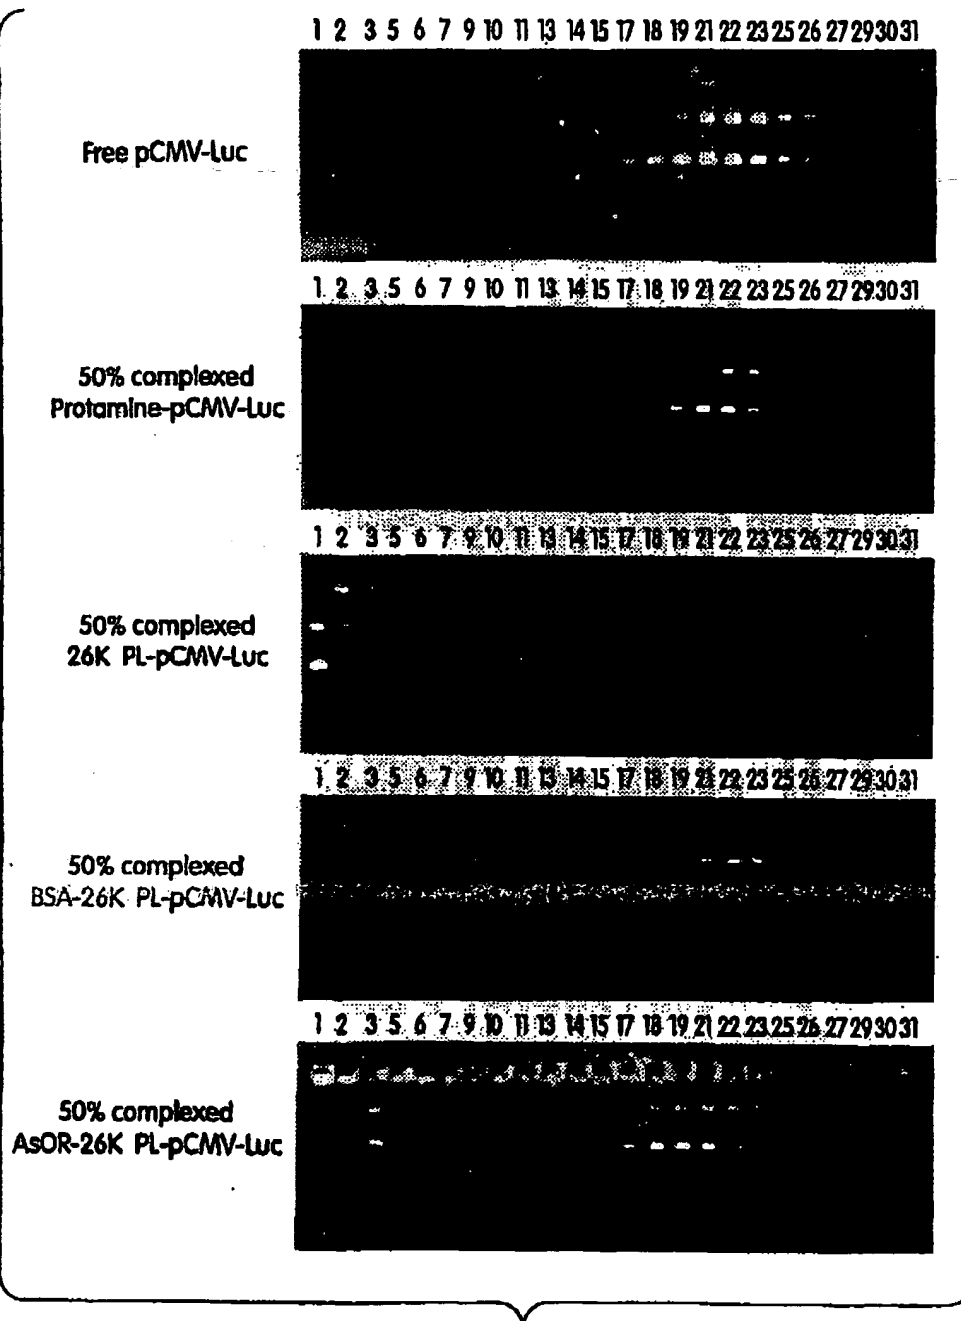 1 2 3 5 6 7 9 10 11 13 14 15 17 18 19 21 22 23 25 26 27 29 30 31
Free pCMV-Luc
1 2 3 5 6 7 9 10 11 13 14 15 17 18 19 21 22 23 25 26 27 29 30 31
50% complexed
Protamine-pCMV-Luc
1 2 3 5 6 7 9 10 11 13 14 15 17 18 19 21 22 23 25 26 27 29 30 31
50% complexed
26K PL-pCMV-Luc
1 2 3 5 6 7 9 10 11 13 14 15 17 18 19 21 22 23 25 26 27 29 30 31
50% complexed
BSA-26K PL-pCMV-Luc
1 2 3 5 6 7 9 10 11 13 14 15 17 18 19 21 22 23 25 26 27 29 30 31
50% complexed
AsOR-26K PL-pCMV-Luc